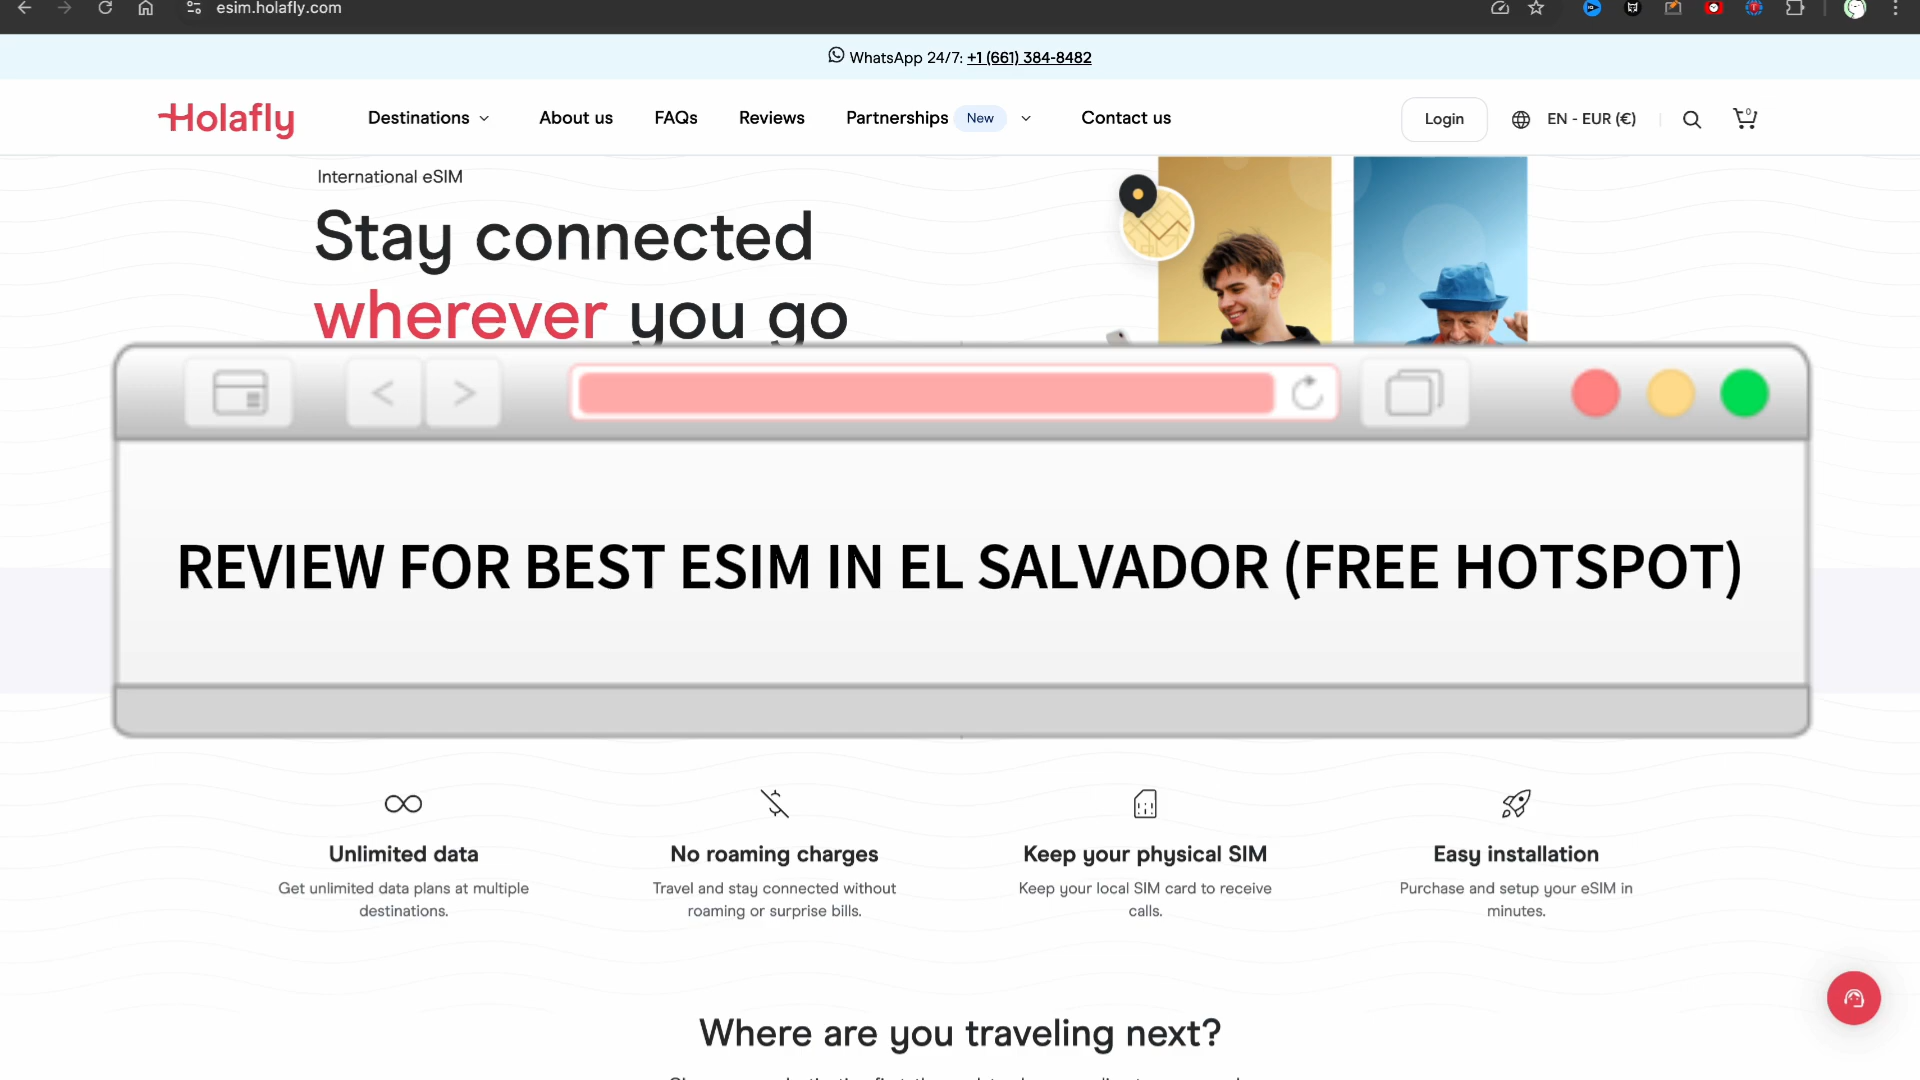 esim.holafly.com
WhatsApp 24/7: +1 (661) 384-8482
Holafly
Destinations
About us
FAQs
Reviews
Partnerships New
Contact us
Login
EN - EUR (€)
0
International eSIM
Stay connected
wherever you go
REVIEW FOR BEST ESIM IN EL SALVADOR (FREE HOTSPOT)
Unlimited data
Get unlimited data plans at multiple
destinations.
No roaming charges
Travel and stay connected without
roaming or surprise bills.
Keep your physical SIM
Keep your local SIM card to receive
calls.
Easy installation
Purchase and setup your eSIM in
minutes.
Where are you traveling next?